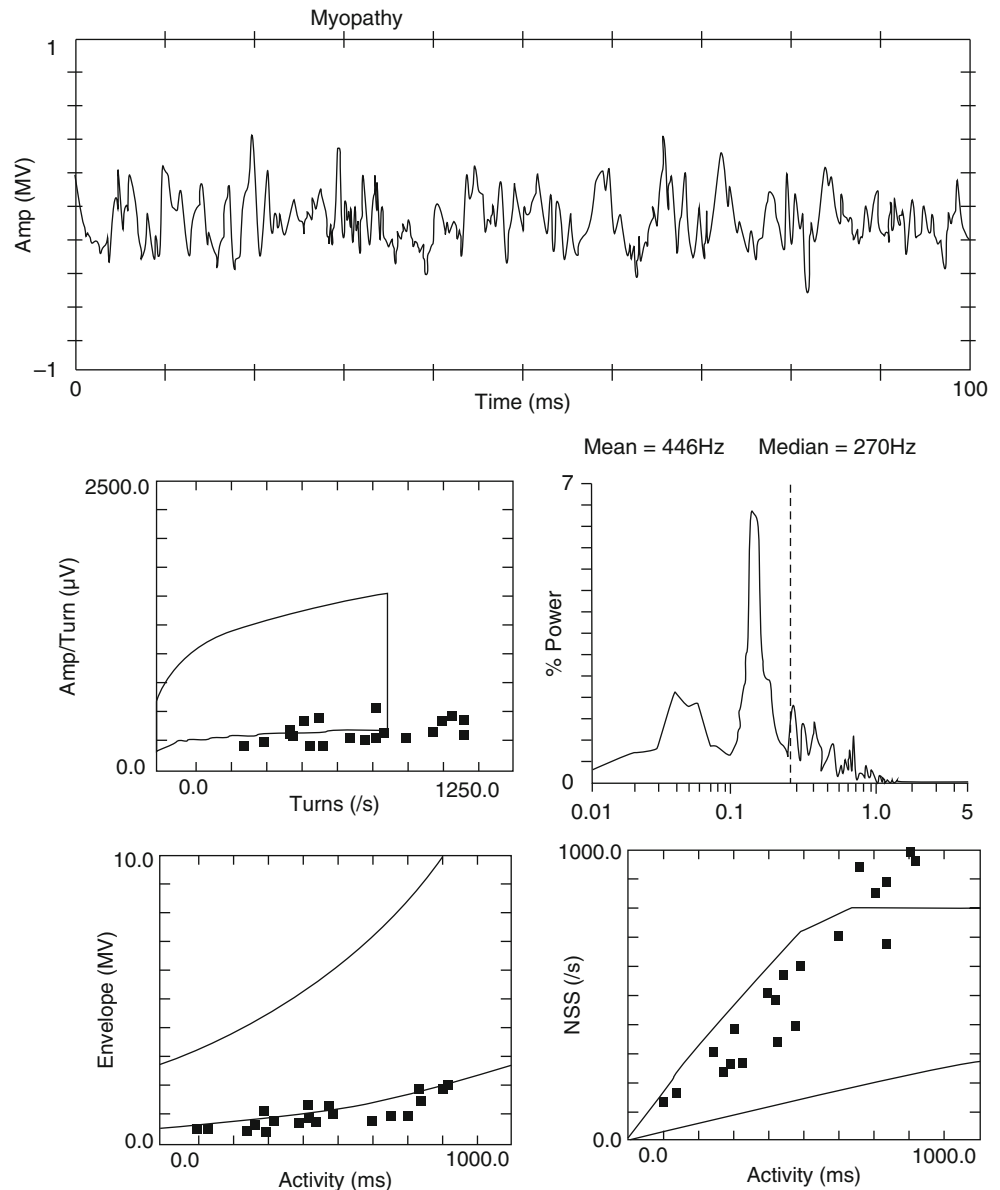 Myopathy
1
Amp (MV)
−1
0
100
Time (ms)
Mean = 446Hz Median = 270Hz
2500.0
Amp/Turn (µV)
0.0
0.0
1250.0
Turns (/s)
7
% Power
0
0.01
0.1
1.0
5
10.0
Envelope (MV)
0.0
0.0
1000.0
Activity (ms)
1000.0
NSS (/s)
0.0
0.0
1000.0
Activity (ms)